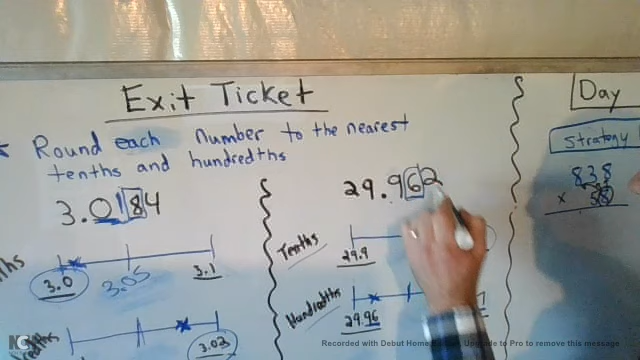 Exit Ticket
Round each number to the nearest
tenths and hundredths
3.0184
3.0 3.05 3.1
3.02
29.962
Tenths
29.9
Hundredths
29.96
Day
Strategy
838
x 58
Recorded with Debut Home
to Pro to remove this message